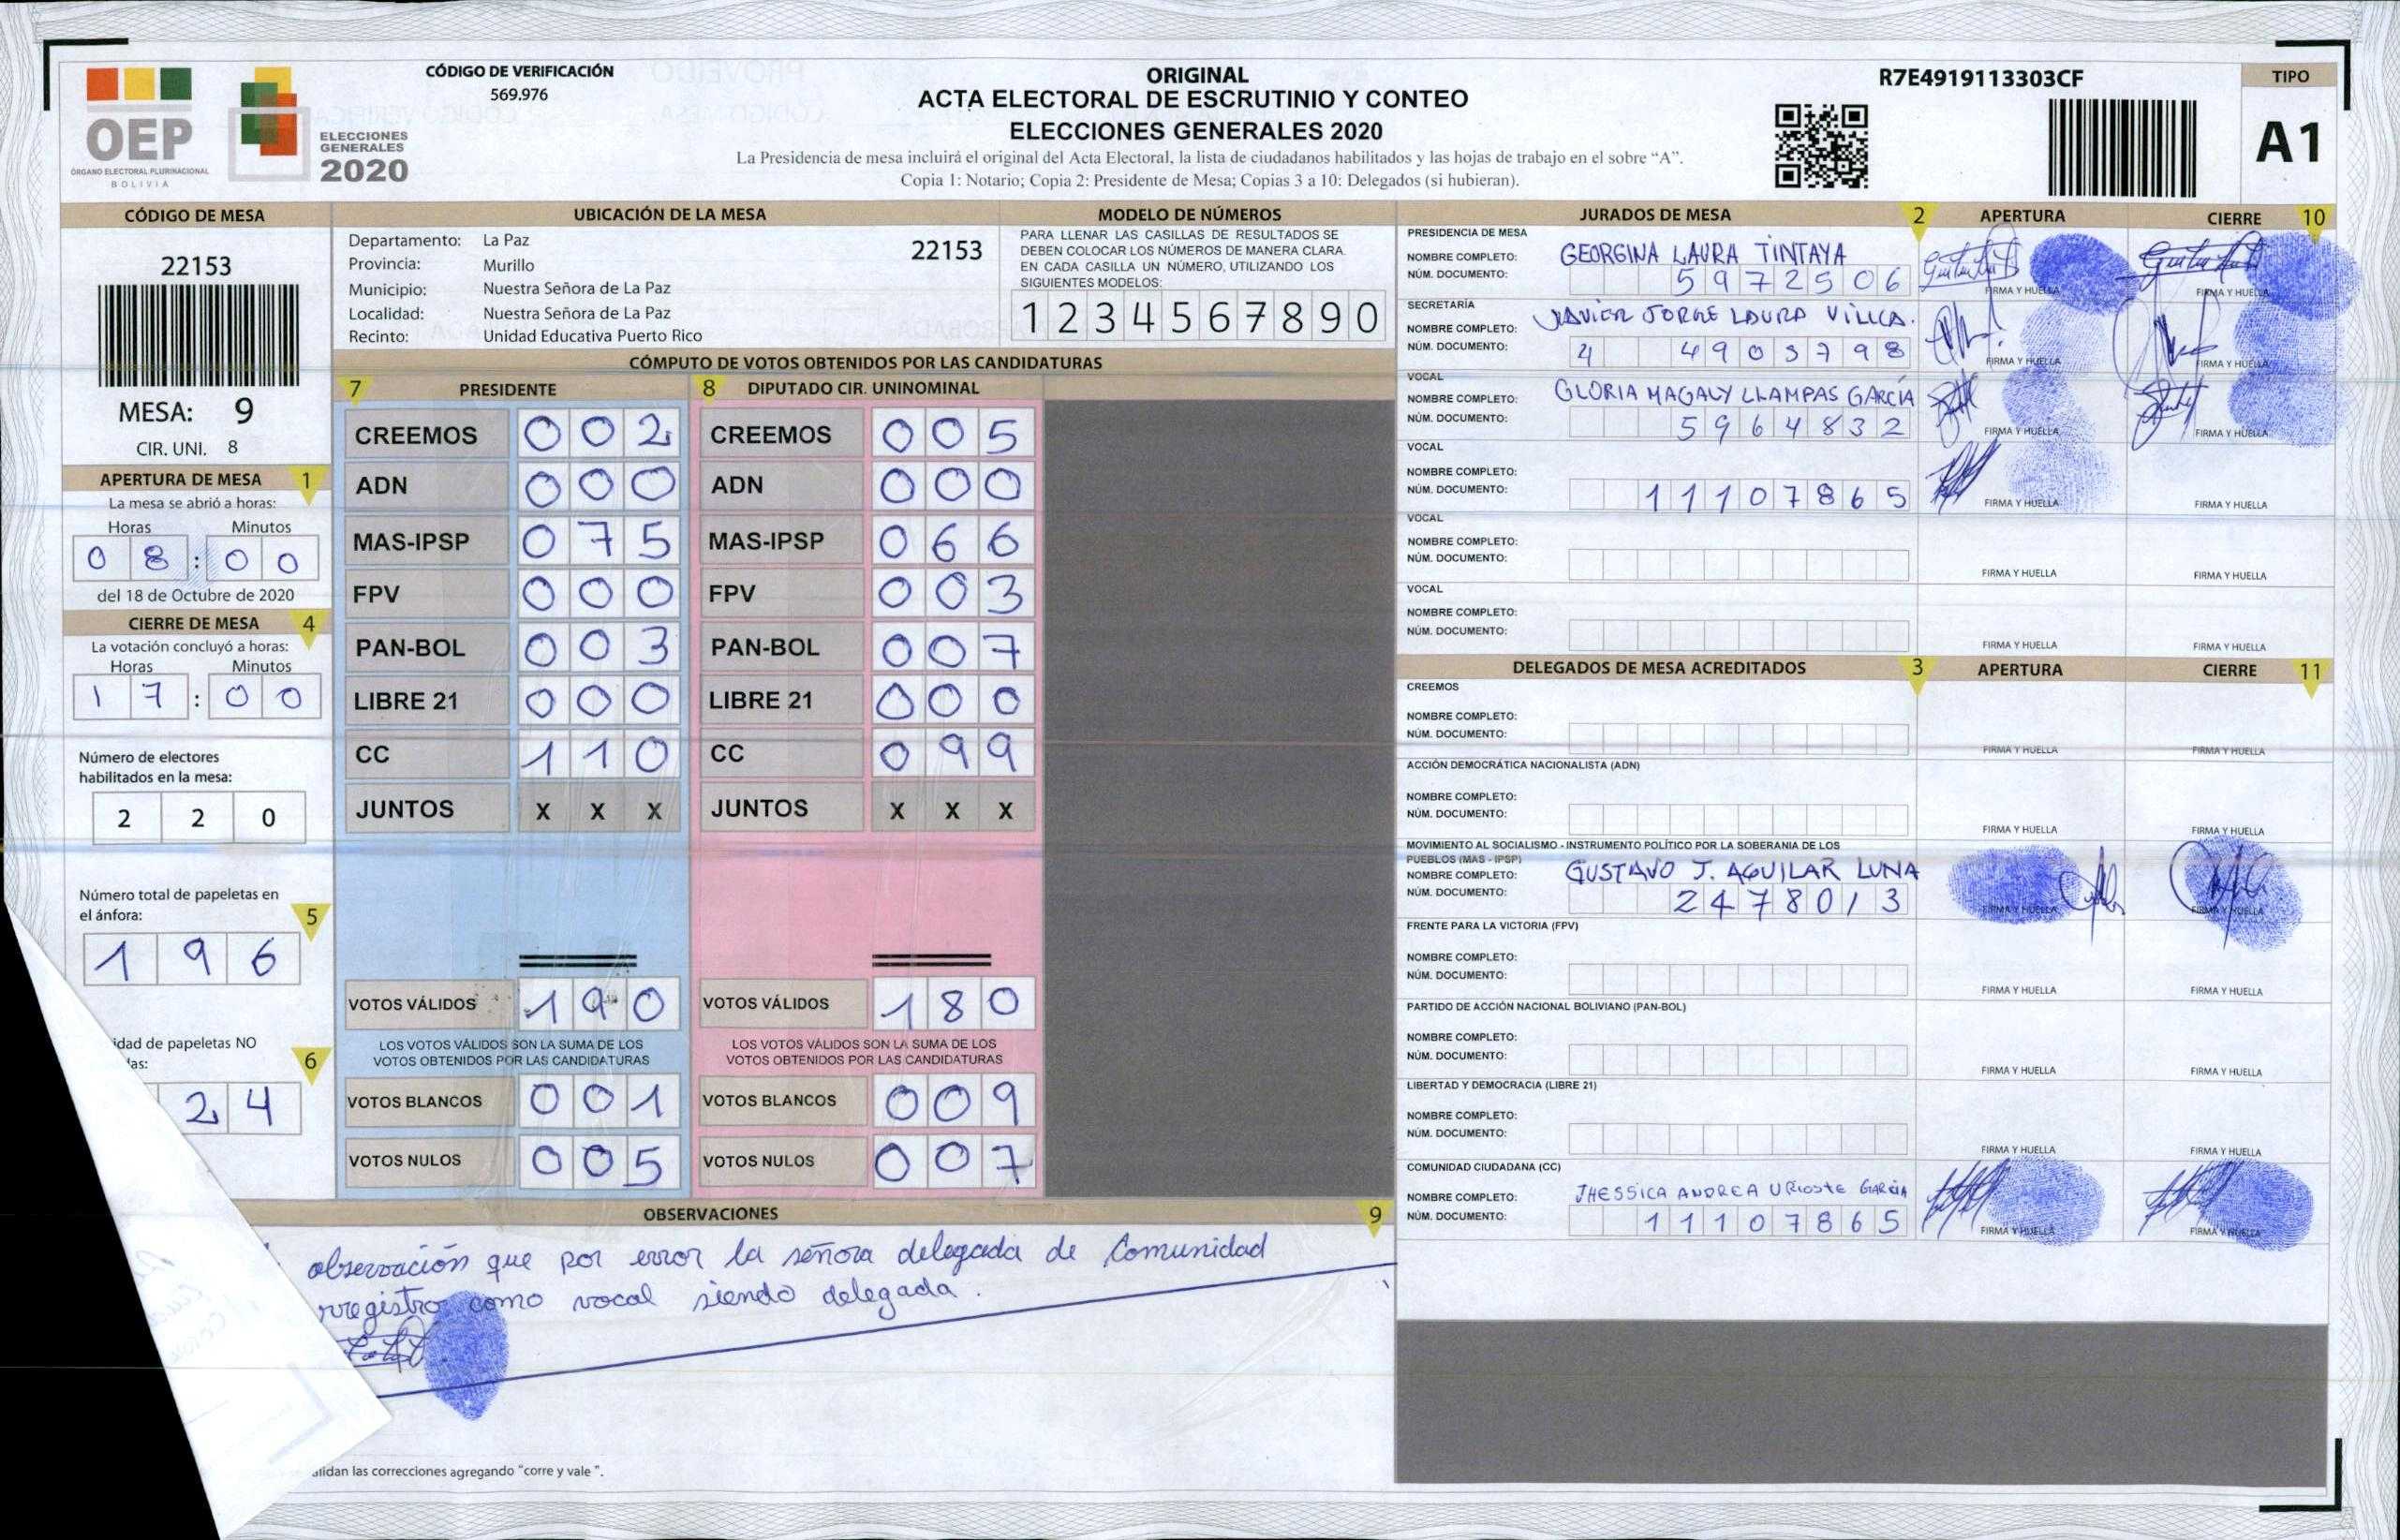 OEP
ÓRGANO ELECTORAL PLURINACIONAL
BOLIVIA
ELECCIONES
GENERALES
2020
CÓDIGO DE VERIFICACIÓN
569.976
ORIGINAL
ACTA ELECTORAL DE ESCRUTINIO Y CONTEO
ELECCIONES GENERALES 2020
La Presidencia de mesa incluirá el original del Acta Electoral, la lista de ciudadanos habilitados y las hojas de trabajo en el sobre “A”.
Copia 1: Notario; Copia 2: Presidente de Mesa; Copias 3 a 10: Delegados (si hubieran).
R7E4919113303CF
TIPO
A1
CÓDIGO DE MESA
22153
MESA: 9
CIR. UNI. 8
APERTURA DE MESA 1
La mesa se abrió a horas:
Horas Minutos
0 8 : 0 0
del 18 de Octubre de 2020
CIERRE DE MESA 4
La votación concluyó a horas:
Horas Minutos
1 7 : 0 0
Número de electores
habilitados en la mesa:
2 2 0
Número total de papeletas en
el ánfora: 5
1 9 6
idad de papeletas NO
las: 6
2 4
UBICACIÓN DE LA MESA
Departamento: La Paz 22153
Provincia: Murillo
Municipio: Nuestra Señora de La Paz
Localidad: Nuestra Señora de La Paz
Recinto: Unidad Educativa Puerto Rico
MODELO DE NÚMEROS
PARA LLENAR LAS CASILLAS DE RESULTADOS SE
DEBEN COLOCAR LOS NÚMEROS DE MANERA CLARA.
EN CADA CASILLA UN NÚMERO, UTILIZANDO LOS
SIGUIENTES MODELOS:
1 2 3 4 5 6 7 8 9 0
CÓMPUTO DE VOTOS OBTENIDOS POR LAS CANDIDATURAS
7 PRESIDENTE 8 DIPUTADO CIR. UNINOMINAL
CREEMOS 0 0 2 CREEMOS 0 0 5
ADN 0 0 0 ADN 0 0 0
MAS-IPSP 0 7 5 MAS-IPSP 0 6 6
FPV 0 0 0 FPV 0 0 3
PAN-BOL 0 0 3 PAN-BOL 0 0 7
LIBRE 21 0 0 0 LIBRE 21 0 0 0
CC 1 1 0 CC 0 9 9
JUNTOS X X X JUNTOS X X X
VOTOS VÁLIDOS 1 9 0 VOTOS VÁLIDOS 1 8 0
LOS VOTOS VÁLIDOS SON LA SUMA DE LOS LOS VOTOS VÁLIDOS SON LA SUMA DE LOS
VOTOS OBTENIDOS POR LAS CANDIDATURAS VOTOS OBTENIDOS POR LAS CANDIDATURAS
VOTOS BLANCOS 0 0 1 VOTOS BLANCOS 0 0 9
VOTOS NULOS 0 0 5 VOTOS NULOS 0 0 7
OBSERVACIONES 9
observación que por error la señora delegada de Comunidad
rregistro como vocal siendo delegada.
alidan las correcciones agregando “corre y vale”.
JURADOS DE MESA 2 APERTURA CIERRE 10
PRESIDENCIA DE MESA
NOMBRE COMPLETO: GEORGINA LAURA TINTAYA
NÚM. DOCUMENTO: 5 9 7 2 5 0 6
FIRMA Y HUELLA FIRMA Y HUELLA
SECRETARÍA
NOMBRE COMPLETO: JAVIER JORGE LAURA VILLCA.
NÚM. DOCUMENTO: 4 4 9 0 3 7 9 8
FIRMA Y HUELLA FIRMA Y HUELLA
VOCAL
NOMBRE COMPLETO: GLORIA MAGALY LLAMPAS GARCÍA
NÚM. DOCUMENTO: 5 9 6 4 8 3 2
FIRMA Y HUELLA FIRMA Y HUELLA
VOCAL
NOMBRE COMPLETO:
NÚM. DOCUMENTO: 1 1 1 0 7 8 6 5
FIRMA Y HUELLA FIRMA Y HUELLA
VOCAL
NOMBRE COMPLETO:
NÚM. DOCUMENTO:
FIRMA Y HUELLA FIRMA Y HUELLA
VOCAL
NOMBRE COMPLETO:
NÚM. DOCUMENTO:
FIRMA Y HUELLA FIRMA Y HUELLA
DELEGADOS DE MESA ACREDITADOS 3 APERTURA CIERRE 11
CREEMOS
NOMBRE COMPLETO:
NÚM. DOCUMENTO:
FIRMA Y HUELLA FIRMA Y HUELLA
ACCIÓN DEMOCRÁTICA NACIONALISTA (ADN)
NOMBRE COMPLETO:
NÚM. DOCUMENTO:
FIRMA Y HUELLA FIRMA Y HUELLA
MOVIMIENTO AL SOCIALISMO - INSTRUMENTO POLÍTICO POR LA SOBERANIA DE LOS
PUEBLOS (MAS - IPSP)
NOMBRE COMPLETO: GUSTAVO J. AGUILAR LUNA
NÚM. DOCUMENTO: 2 4 7 8 0 1 3
FIRMA Y HUELLA FIRMA Y HUELLA
FRENTE PARA LA VICTORIA (FPV)
NOMBRE COMPLETO:
NÚM. DOCUMENTO:
FIRMA Y HUELLA FIRMA Y HUELLA
PARTIDO DE ACCIÓN NACIONAL BOLIVIANO (PAN-BOL)
NOMBRE COMPLETO:
NÚM. DOCUMENTO:
FIRMA Y HUELLA FIRMA Y HUELLA
LIBERTAD Y DEMOCRACIA (LIBRE 21)
NOMBRE COMPLETO:
NÚM. DOCUMENTO:
FIRMA Y HUELLA FIRMA Y HUELLA
COMUNIDAD CIUDADANA (CC)
NOMBRE COMPLETO: JHESSICA ANDREA URIOSTE GARCIA
NÚM. DOCUMENTO: 1 1 1 0 7 8 6 5
FIRMA Y HUELLA FIRMA Y HUELLA